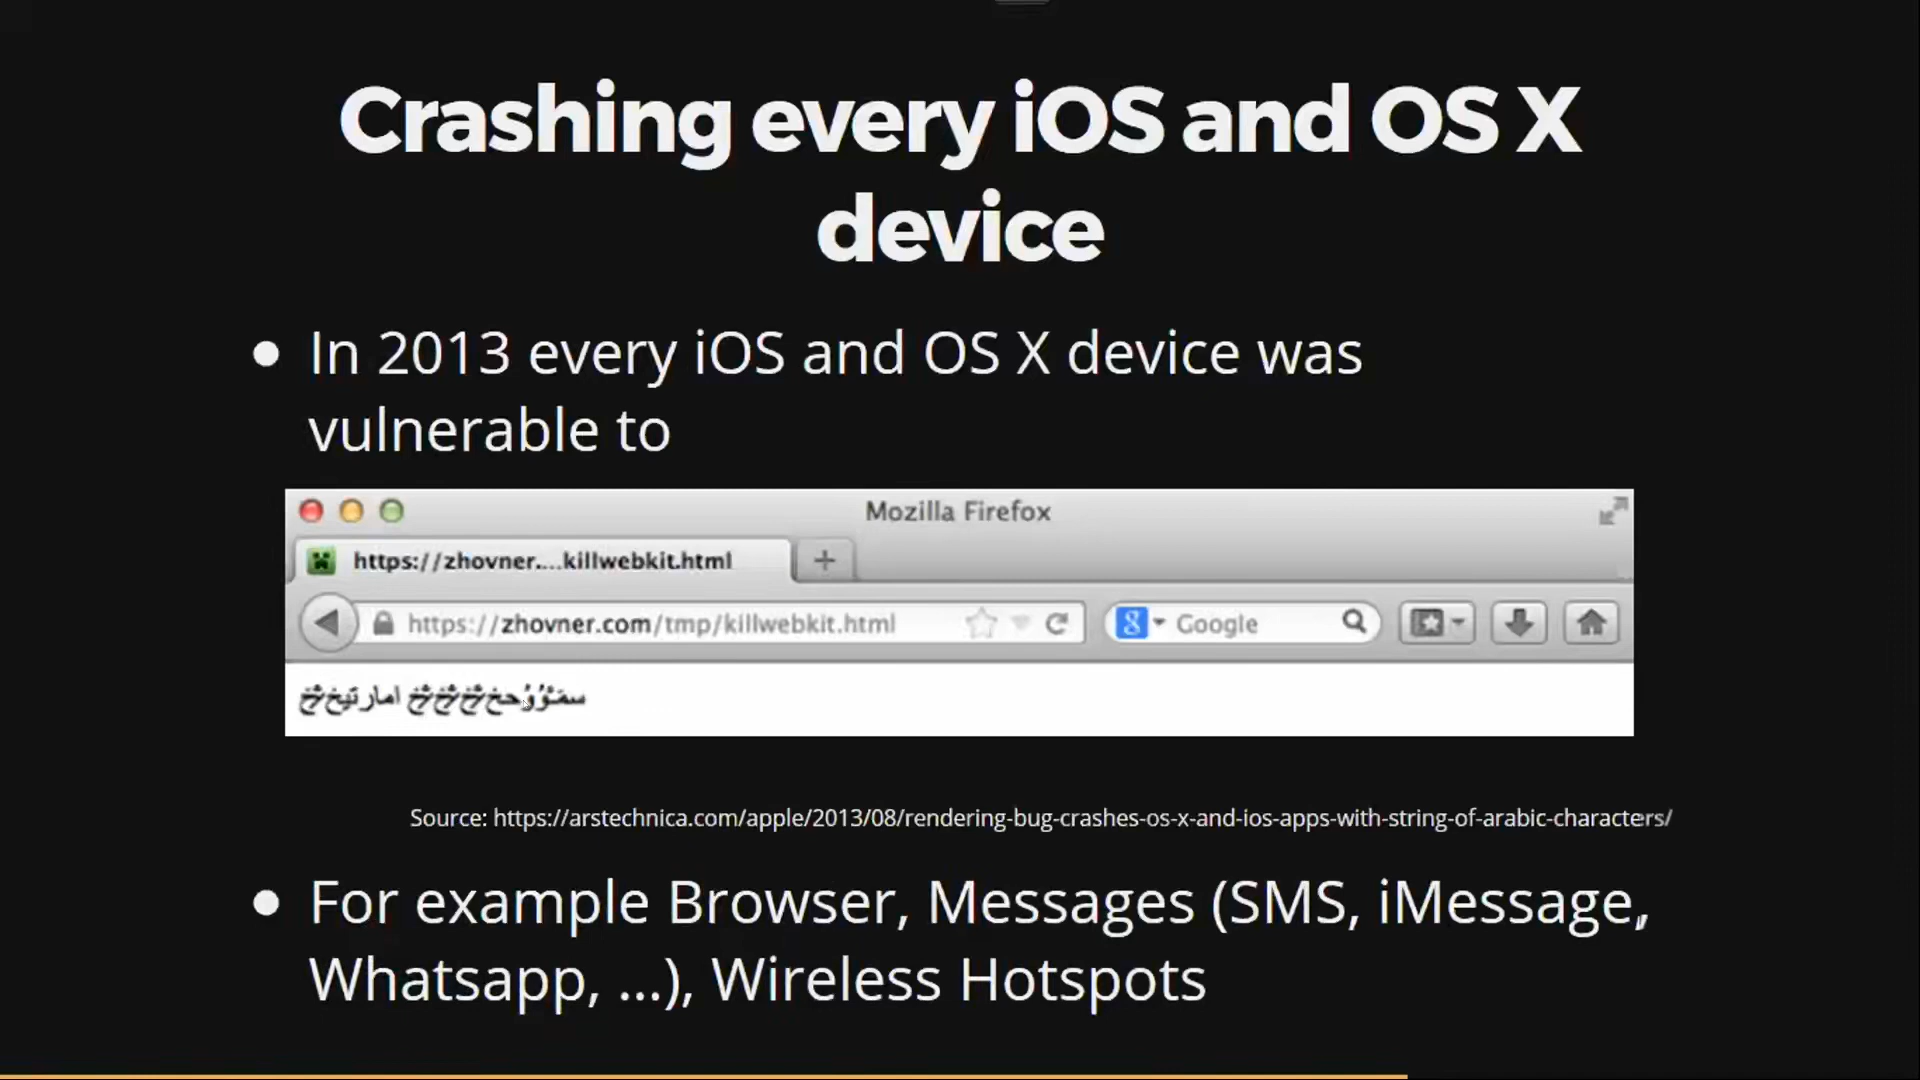 Crashing every iOS and OS X
device
In 2013 every iOS and OS X device was
vulnerable to
Mozilla Firefox
https://zhovner....killwebkit.html
https://zhovner.com/tmp/killwebkit.html
Google
Source: https://arstechnica.com/apple/2013/08/rendering-bug-crashes-os-x-and-ios-apps-with-string-of-arabic-characters/
For example Browser, Messages (SMS, iMessage,
Whatsapp, ...), Wireless Hotspots